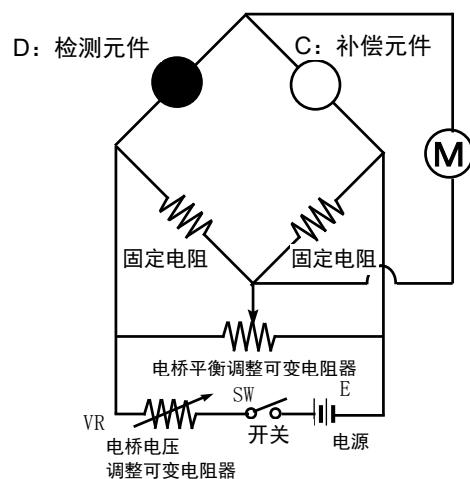 D：检测元件
C：补偿元件
M
固定电阻
固定电阻
电桥平衡调整可变电阻器
SW
E
VR
开关
电源
电桥电压
调整可变电阻器